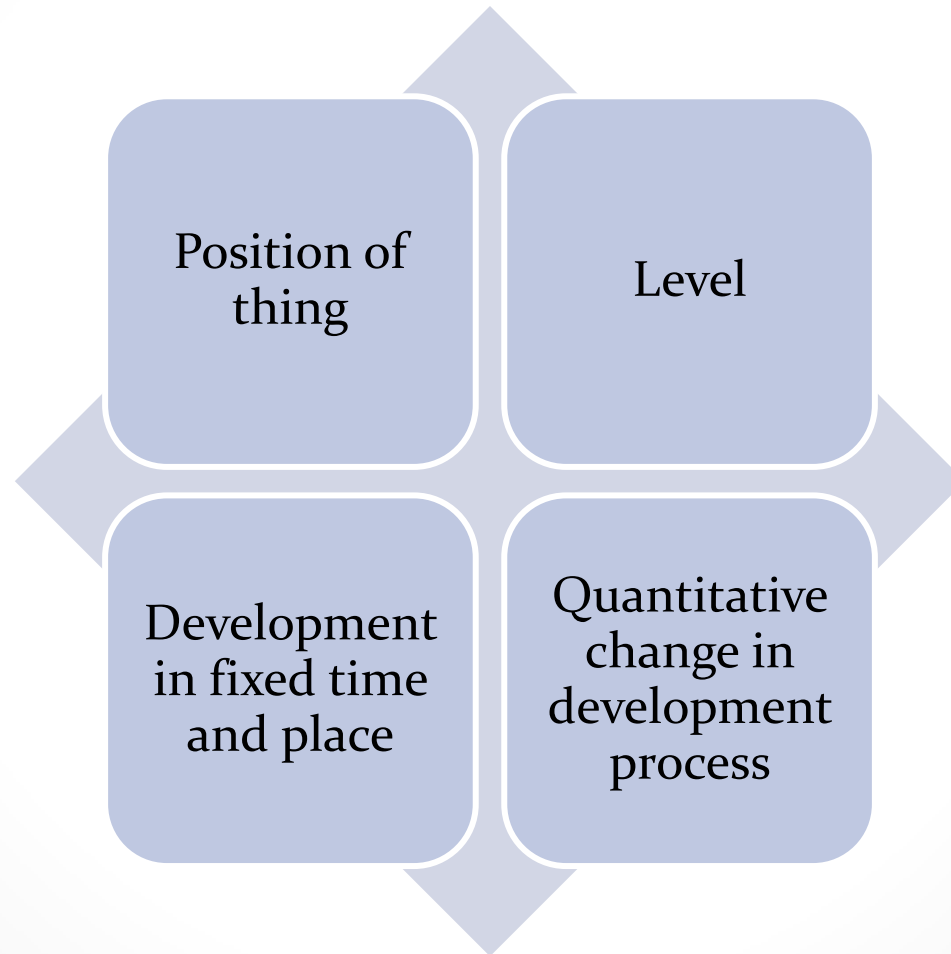 Position of
thing
Level
Development
in fixed time
and place
Quantitative
change in
development
process